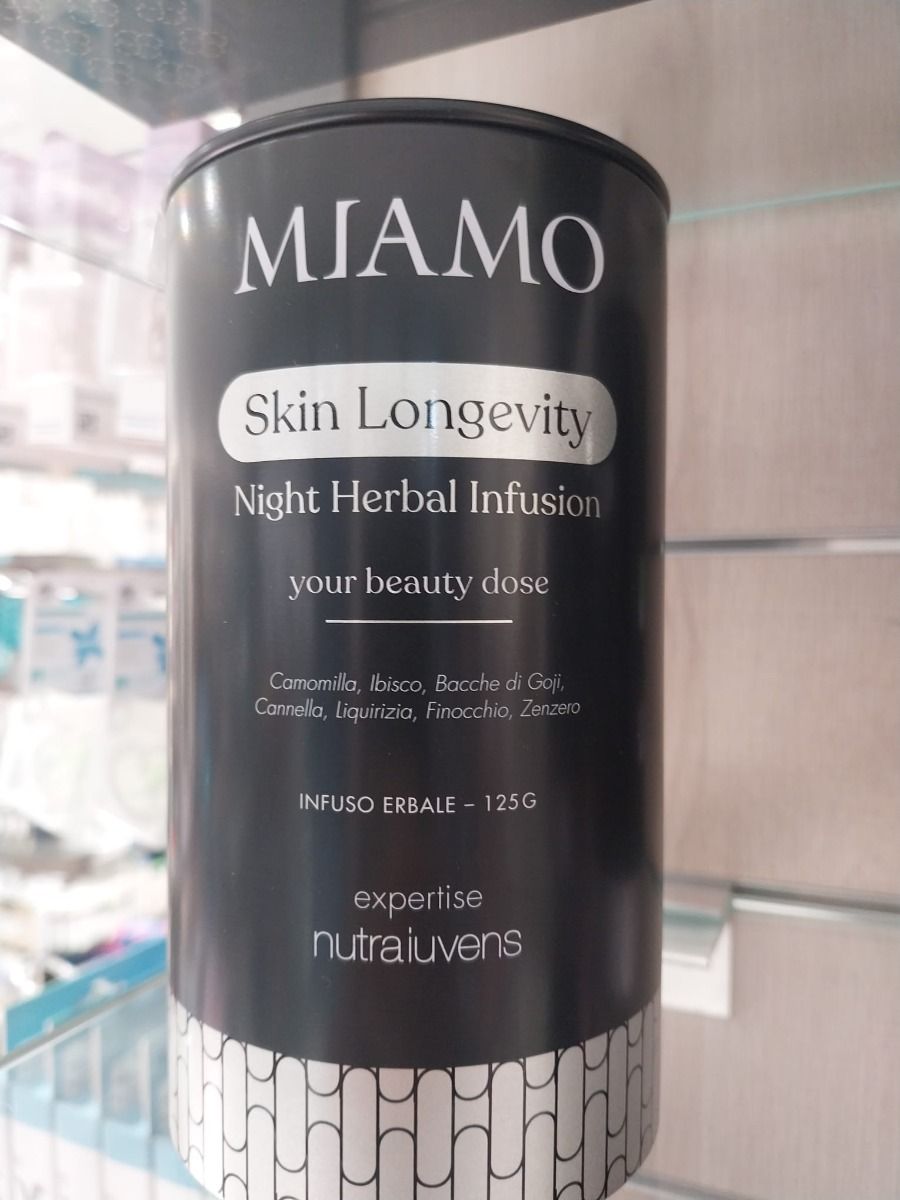 MIAMO
Skin Longevity
Night Herbal Infusion
your beauty dose
Camomilla, Ibisco, Bacche di Goji,
Cannella, Liquirizia, Finocchio, Zenzero
INFUSO ERBALE – 125G
expertise
nutraiuvens